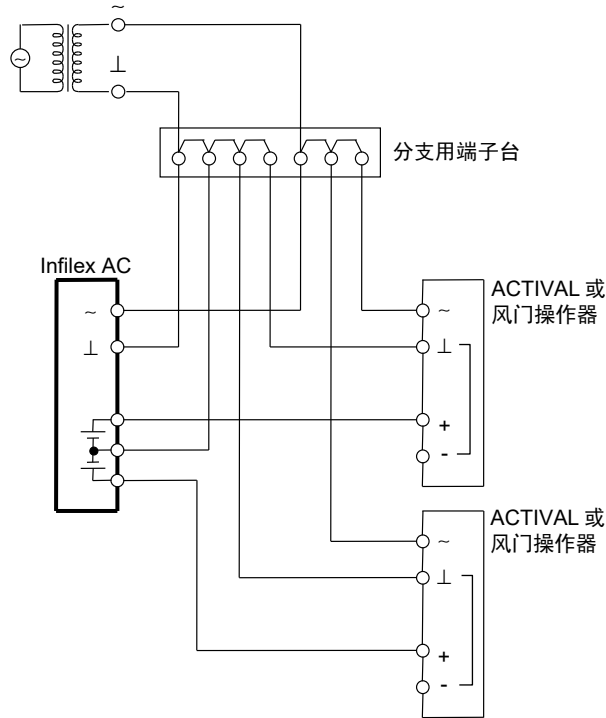 ~
~
⊥
分支用端子台
Infilex AC
~
⊥
ACTIVAL 或
风门操作器
~
⊥
+
-
ACTIVAL 或
风门操作器
~
⊥
+
-